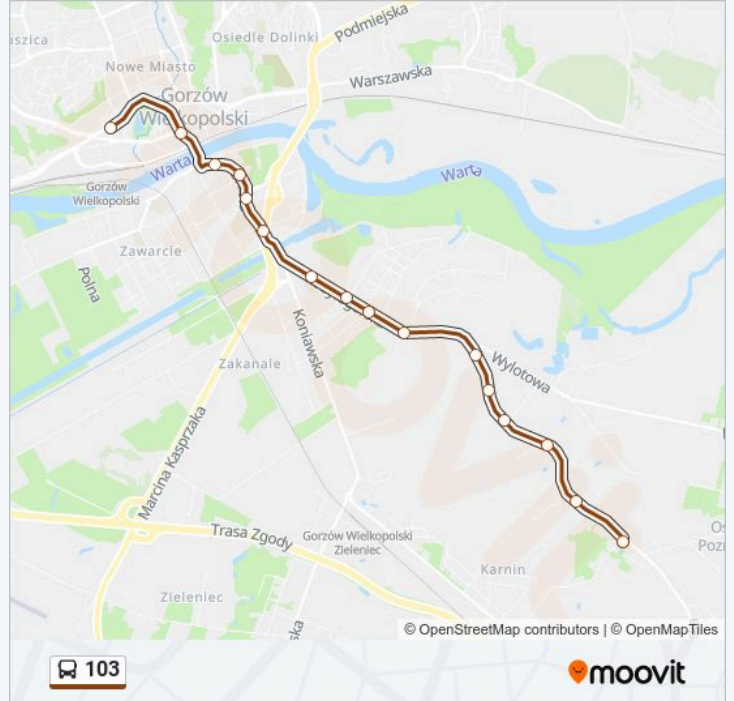 Podmiejska
Osiedle Dolinki
Nowe Miasto
Warszawska
Gorzów
Wielkopolski
Warta
Warta
Gorzów
Wielkopolski
Zawarcie
Polna
Koniawska
Wylotowa
Zakanale
Marcina Kasprzaka
Trasa Zgody
Gorzów Wielkopolski
Zieleniec
Karnin
Zieleniec
© OpenStreetMap contributors | © OpenMapTiles
103
moovit